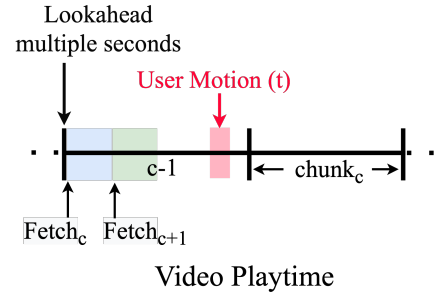 Lookahead
multiple seconds
User Motion (t)
c-1
chunk_c
Fetch_c
Fetch_c+1
Video Playtime